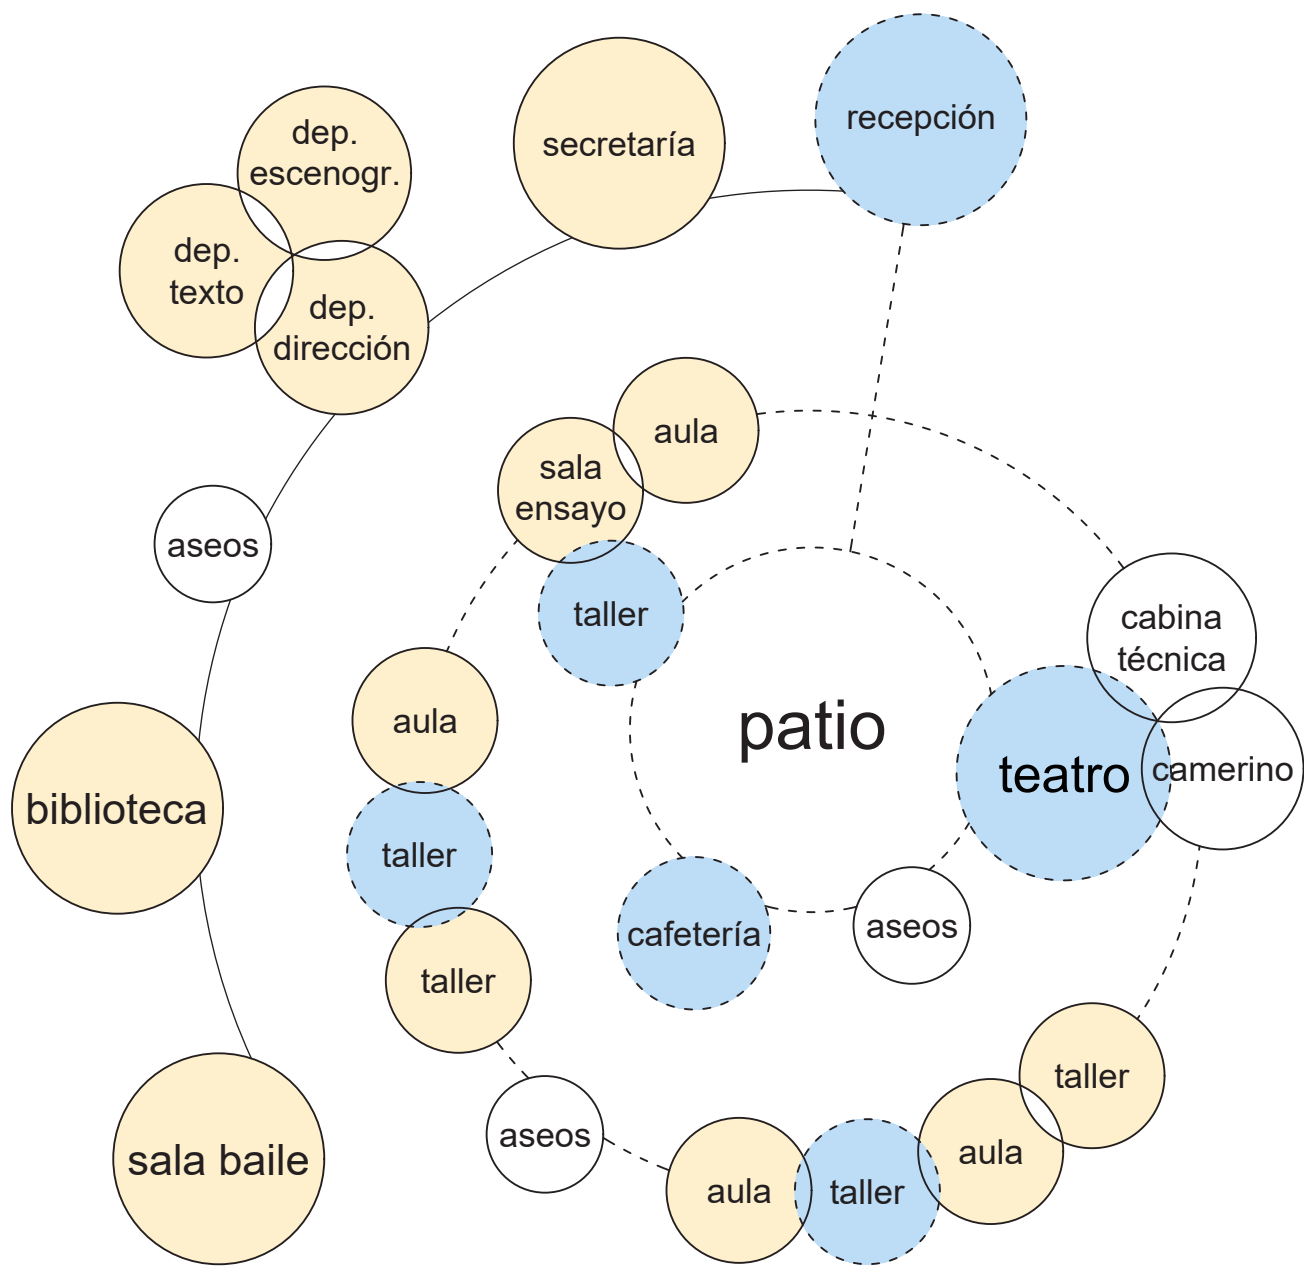 recepción
secretaría
dep.
escenogr.
dep.
texto
dep.
dirección
aula
sala
ensayo
aseos
taller
cabina
técnica
patio
aula
teatro
camerino
biblioteca
taller
cafetería
aseos
taller
taller
aseos
sala baile
aula
taller
aula